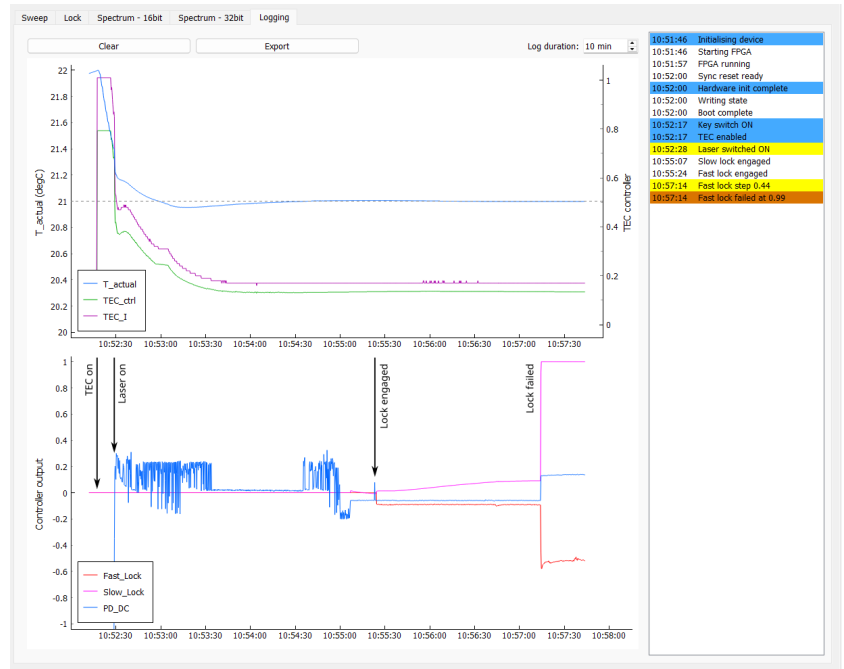 Sweep Lock Spectrum - 16bit Spectrum - 32bit Logging
Clear Export Log duration: 10 min
22
21.8
21.6
21.4
21.2
21
20.8
20.6
20.4
20.2
20
T_actual (degC)
1
0.8
0.6
0.4
0.2
0
TEC controller
T_actual
TEC_ctrl
TEC_I
10:52:30 10:53:00 10:53:30 10:54:00 10:54:30 10:55:00 10:55:30 10:56:00 10:56:30 10:57:00 10:57:30
1
0.8
0.6
0.4
0.2
0
-0.2
-0.4
-0.6
-0.8
-1
Controller output
TEC on
Laser on
Lock engaged
Lock failed
Fast_Lock
Slow_Lock
PD_DC
10:52:30 10:53:00 10:53:30 10:54:00 10:54:30 10:55:00 10:55:30 10:56:00 10:56:30 10:57:00 10:57:30 10:58:00
10:51:46 Initialising device
10:51:46 Starting FPGA
10:51:57 FPGA running
10:52:00 Sync reset ready
10:52:00 Hardware init complete
10:52:00 Writing state
10:52:00 Boot complete
10:52:17 Key switch ON
10:52:17 TEC enabled
10:52:28 Laser switched ON
10:55:07 Slow lock engaged
10:55:24 Fast lock engaged
10:57:14 Fast lock step 0.44
10:57:14 Fast lock failed at 0.99